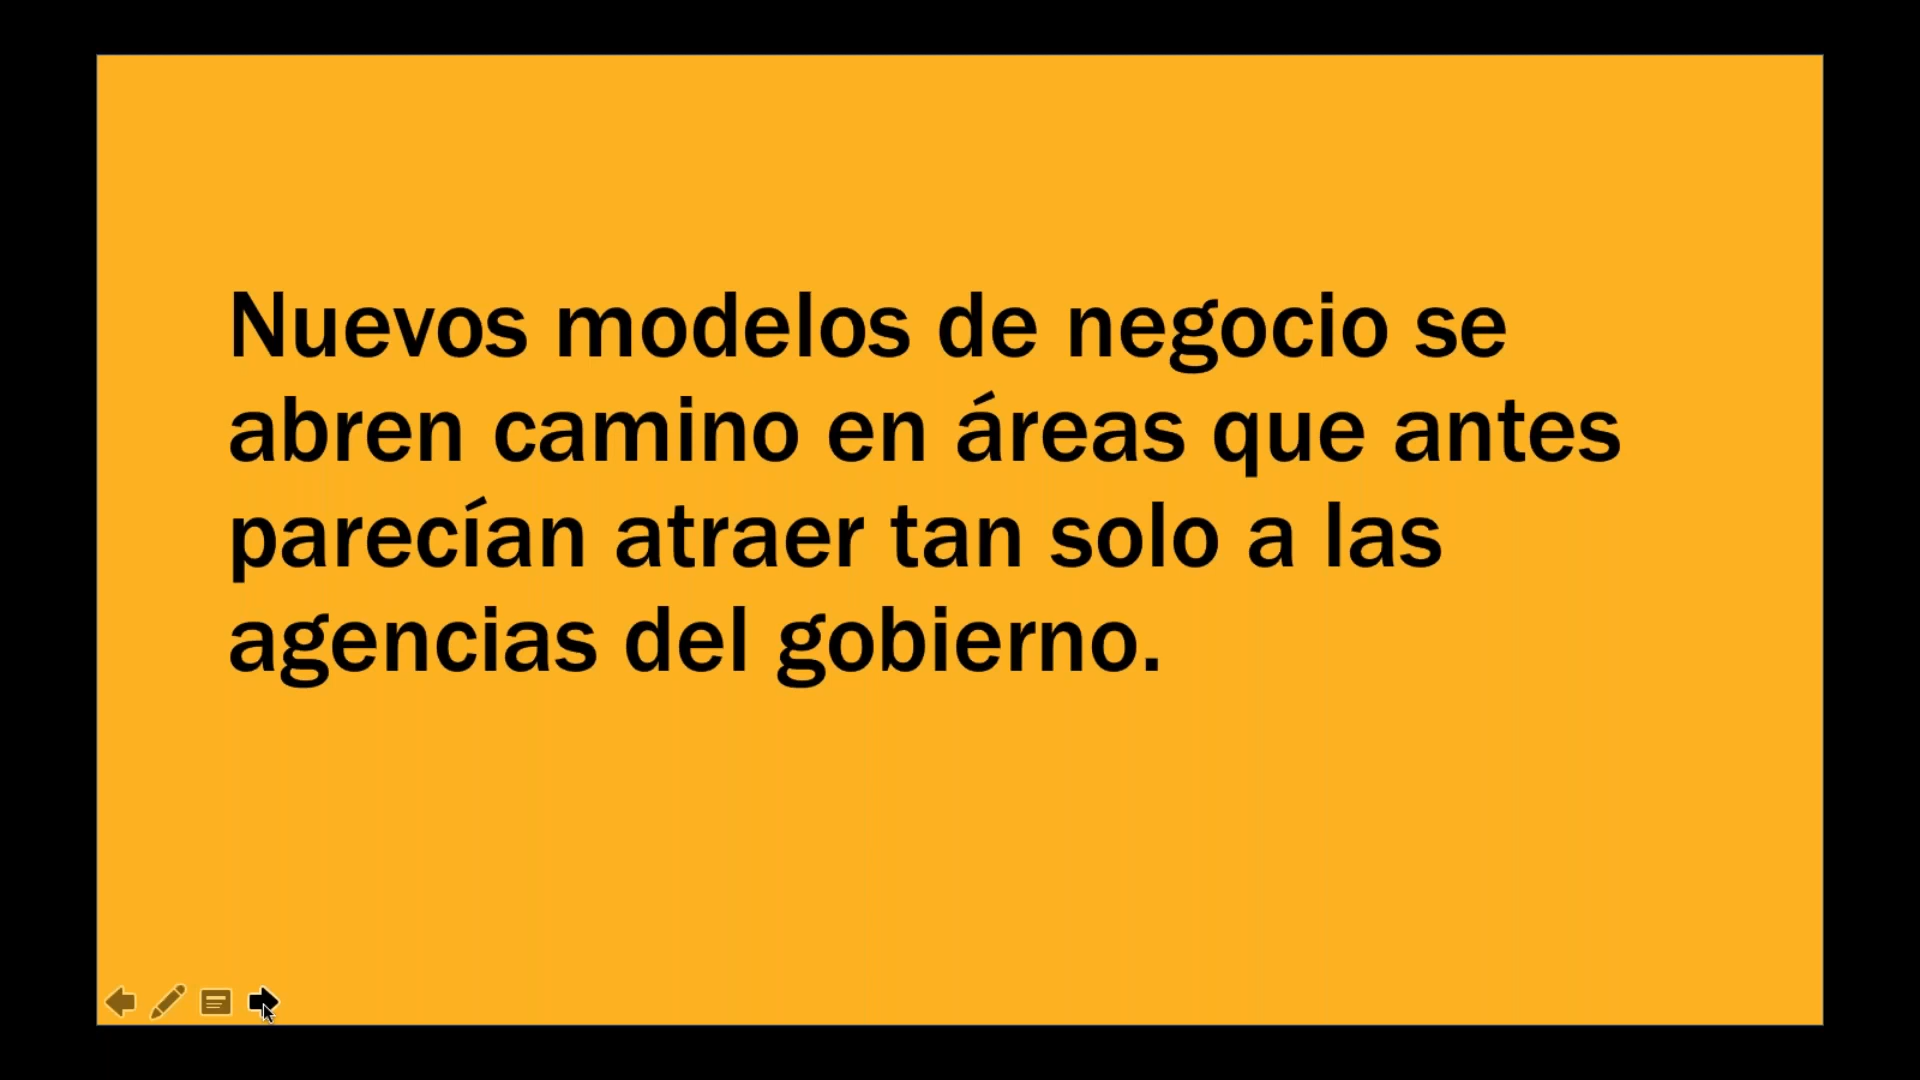 Nuevos modelos de negocio se
abren camino en áreas que antes
parecían atraer tan solo a las
agencias del gobierno.